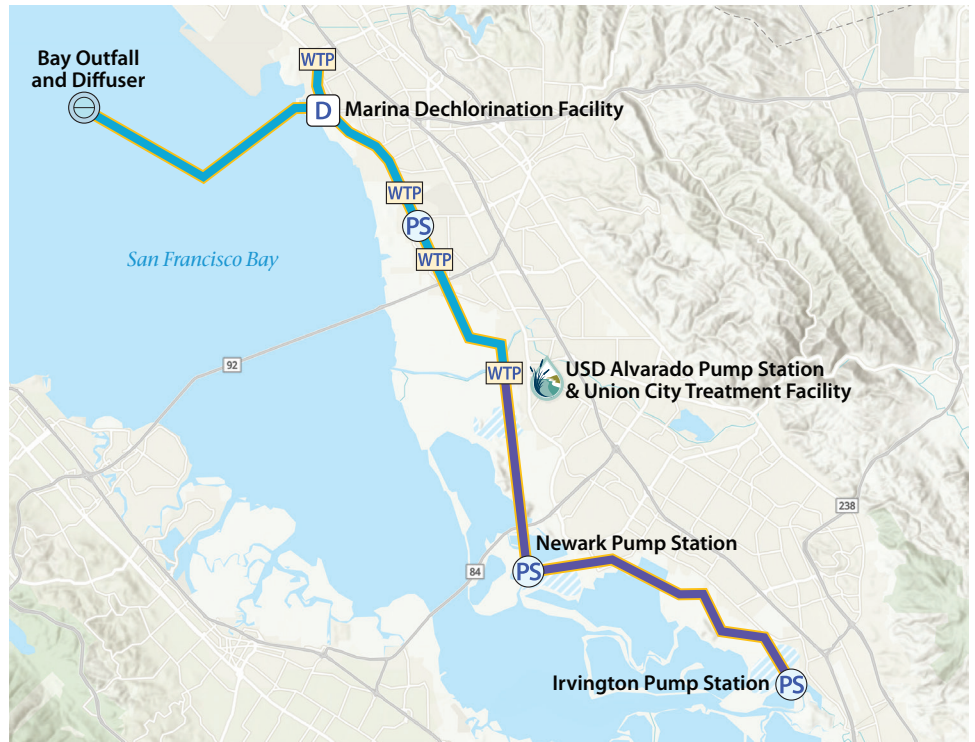 Bay Outfall
and Diffuser
WTP
D
Marina Dechlorination Facility
WTP
PS
WTP
San Francisco Bay
92
WTP
USD Alvarado Pump Station
& Union City Treatment Facility
238
Newark Pump Station
84
PS
Irvington Pump Station
PS